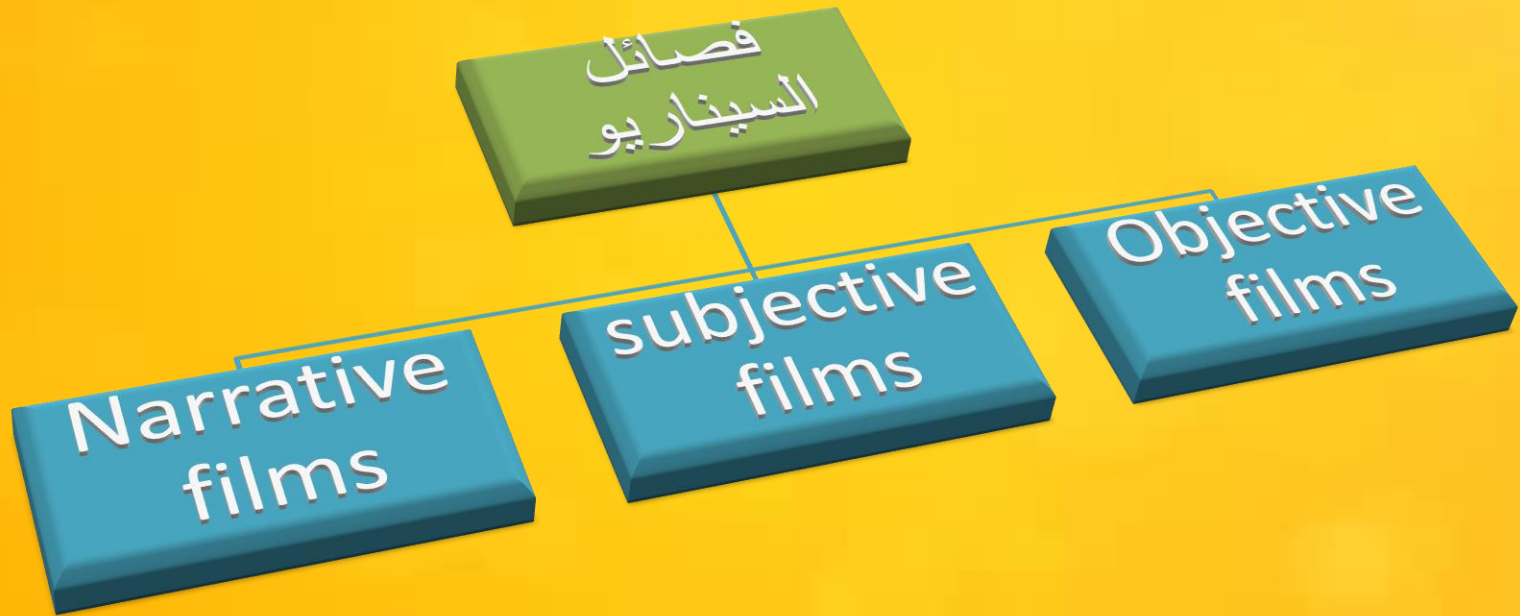 فصائل
السيناريو
Narrative
films
subjective
films
Objective
films